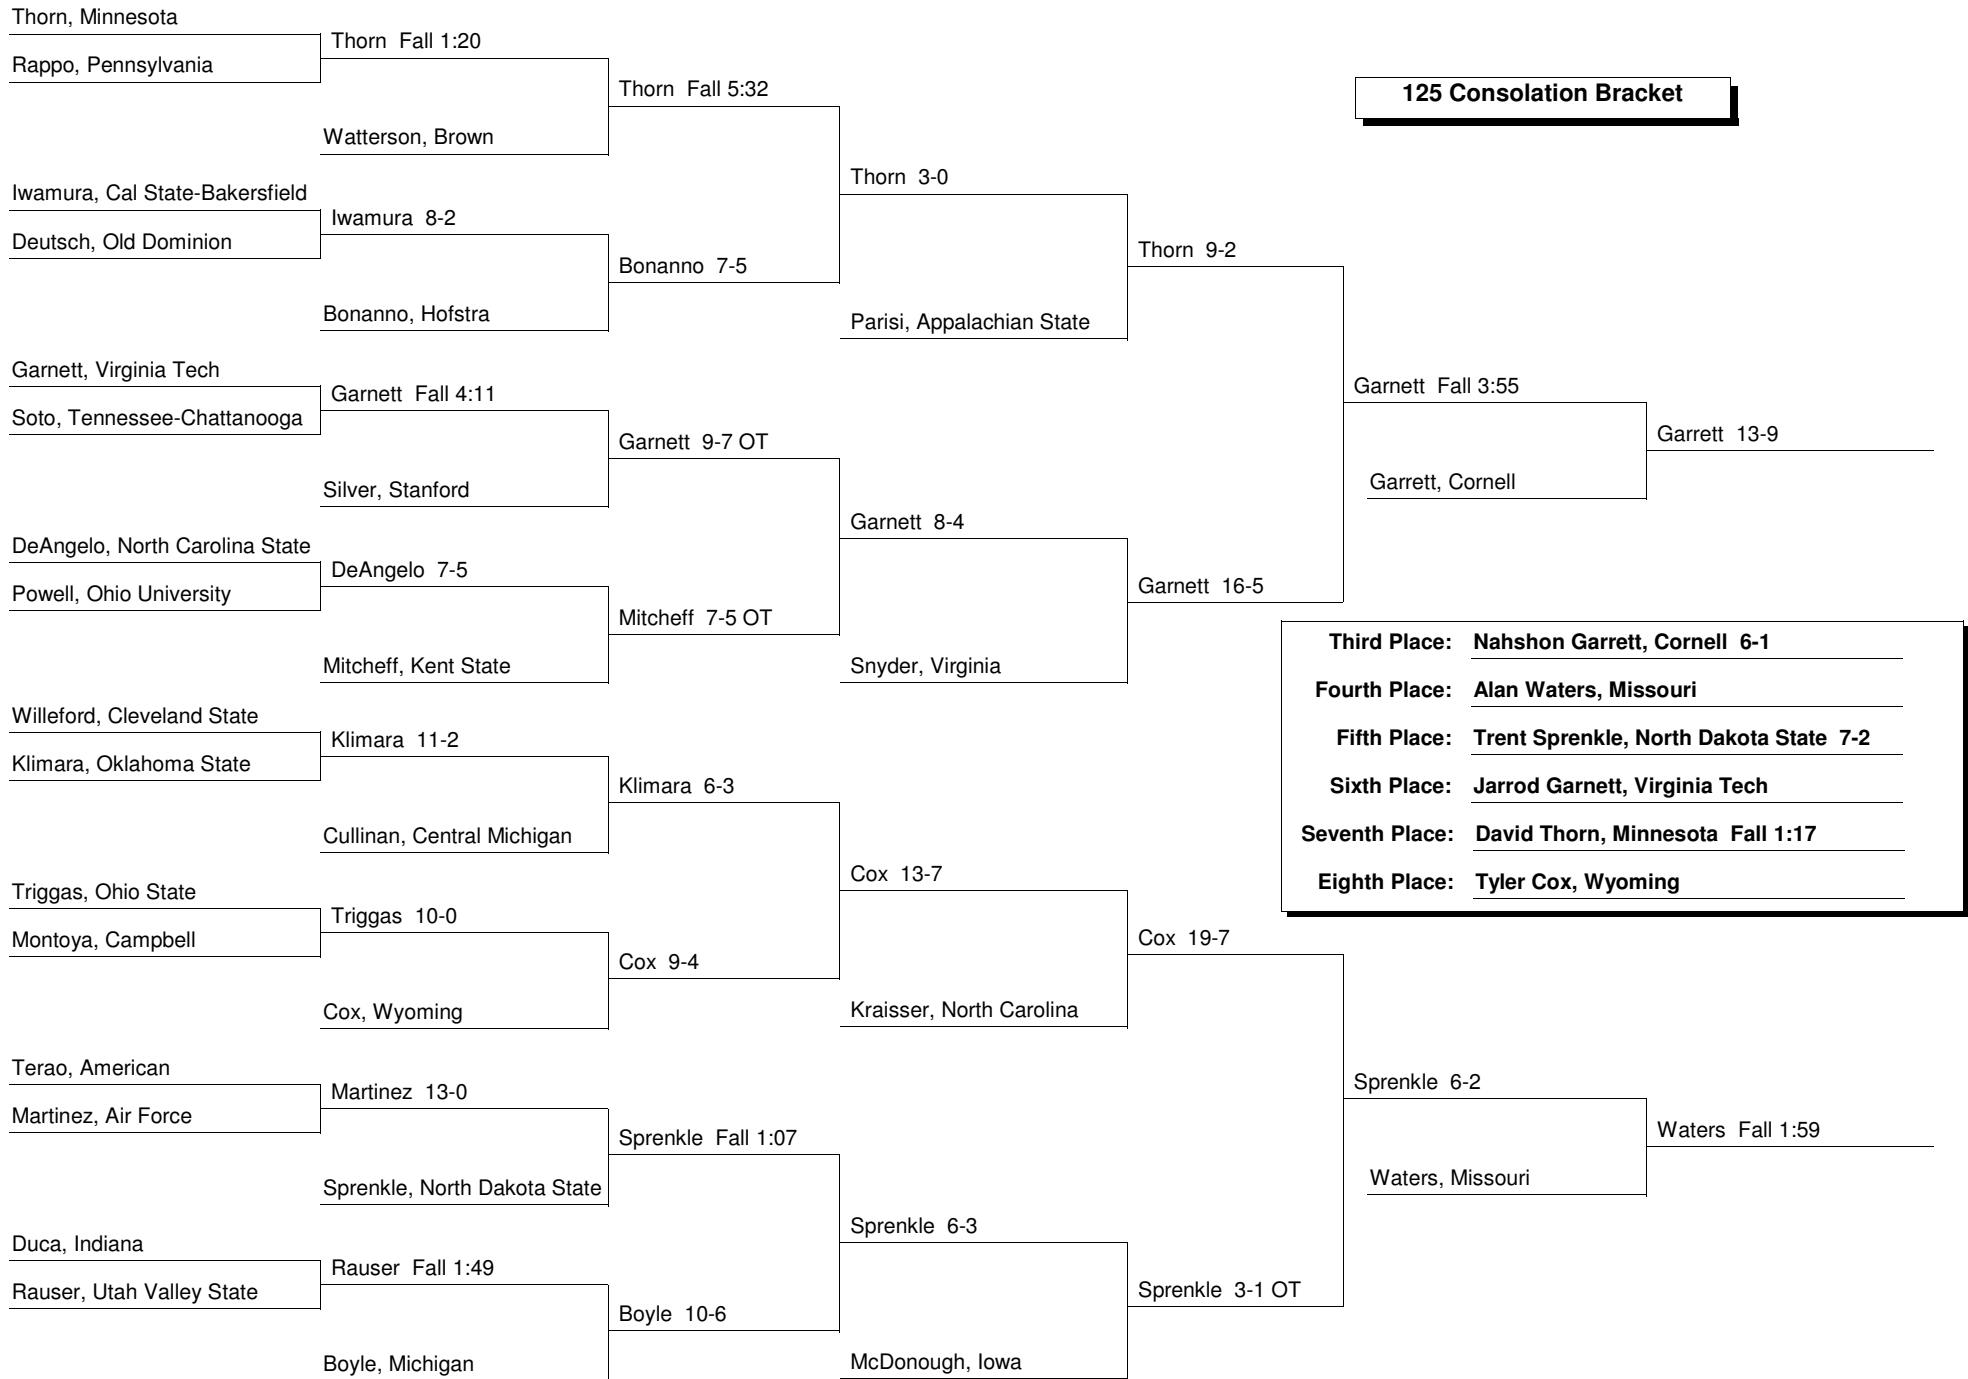 Thorn, Minnesota
Rappo, Pennsylvania
Iwamura, Cal State-Bakersfield
Deutsch, Old Dominion
Garnett, Virginia Tech
Soto, Tennessee-Chattanooga
DeAngelo, North Carolina State
Powell, Ohio University
Willeford, Cleveland State
Klimara, Oklahoma State
Triggas, Ohio State
Montoya, Campbell
Terao, American
Martinez, Air Force
Duca, Indiana
Rauser, Utah Valley State
Thorn Fall 1:20
Watterson, Brown
Iwamura 8-2
Bonanno, Hofstra
Garnett Fall 4:11
Silver, Stanford
DeAngelo 7-5
Mitcheff, Kent State
Klimara 11-2
Cullinan, Central Michigan
Triggas 10-0
Cox, Wyoming
Martinez 13-0
Sprenkle, North Dakota State
Rauser Fall 1:49
Boyle, Michigan
Thorn Fall 5:32
Bonanno 7-5
Garnett 9-7 OT
Mitcheff 7-5 OT
Klimara 6-3
Cox 9-4
Sprenkle Fall 1:07
Boyle 10-6
Thorn 3-0
Parisi, Appalachian State
Garnett 8-4
Snyder, Virginia
Cox 13-7
Kraisser, North Carolina
Sprenkle 6-3
McDonough, Iowa
Thorn 9-2
Garnett 16-5
Cox 19-7
Sprenkle 3-1 OT
Garnett Fall 3:55
Garrett, Cornell
Sprenkle 6-2
Waters, Missouri
Garrett 13-9
Waters Fall 1:59
125 Consolation Bracket
Third Place: Nahshon Garrett, Cornell 6-1
Fourth Place: Alan Waters, Missouri
Fifth Place: Trent Sprenkle, North Dakota State 7-2
Sixth Place: Jarrod Garnett, Virginia Tech
Seventh Place: David Thorn, Minnesota Fall 1:17
Eighth Place: Tyler Cox, Wyoming